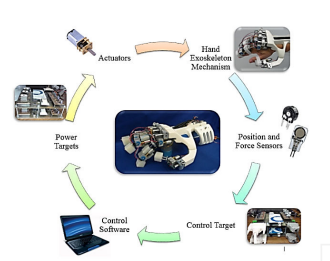 Actuators
Hand
Exoskeleton
Mechanism
Position and
Force Sensors
Control Target
Control
Software
Power
Targets